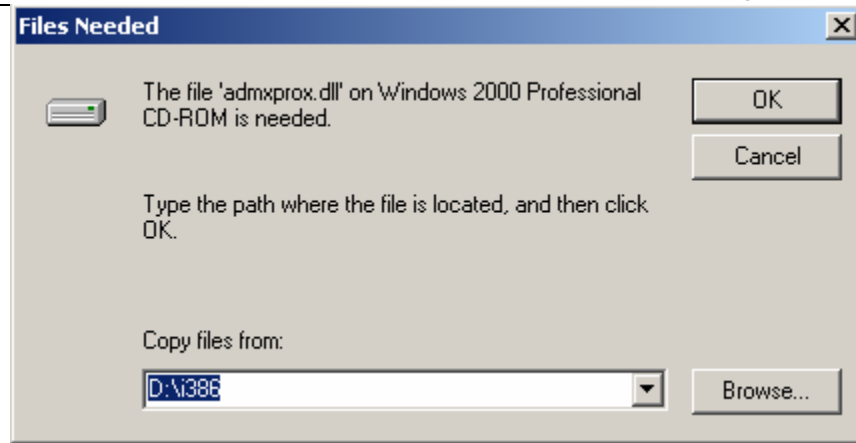 Files Needed
The file 'admxprox.dll' on Windows 2000 Professional
CD-ROM is needed.
OK
Cancel
Type the path where the file is located, and then click
OK.
Copy files from:
D:\i386
Browse...